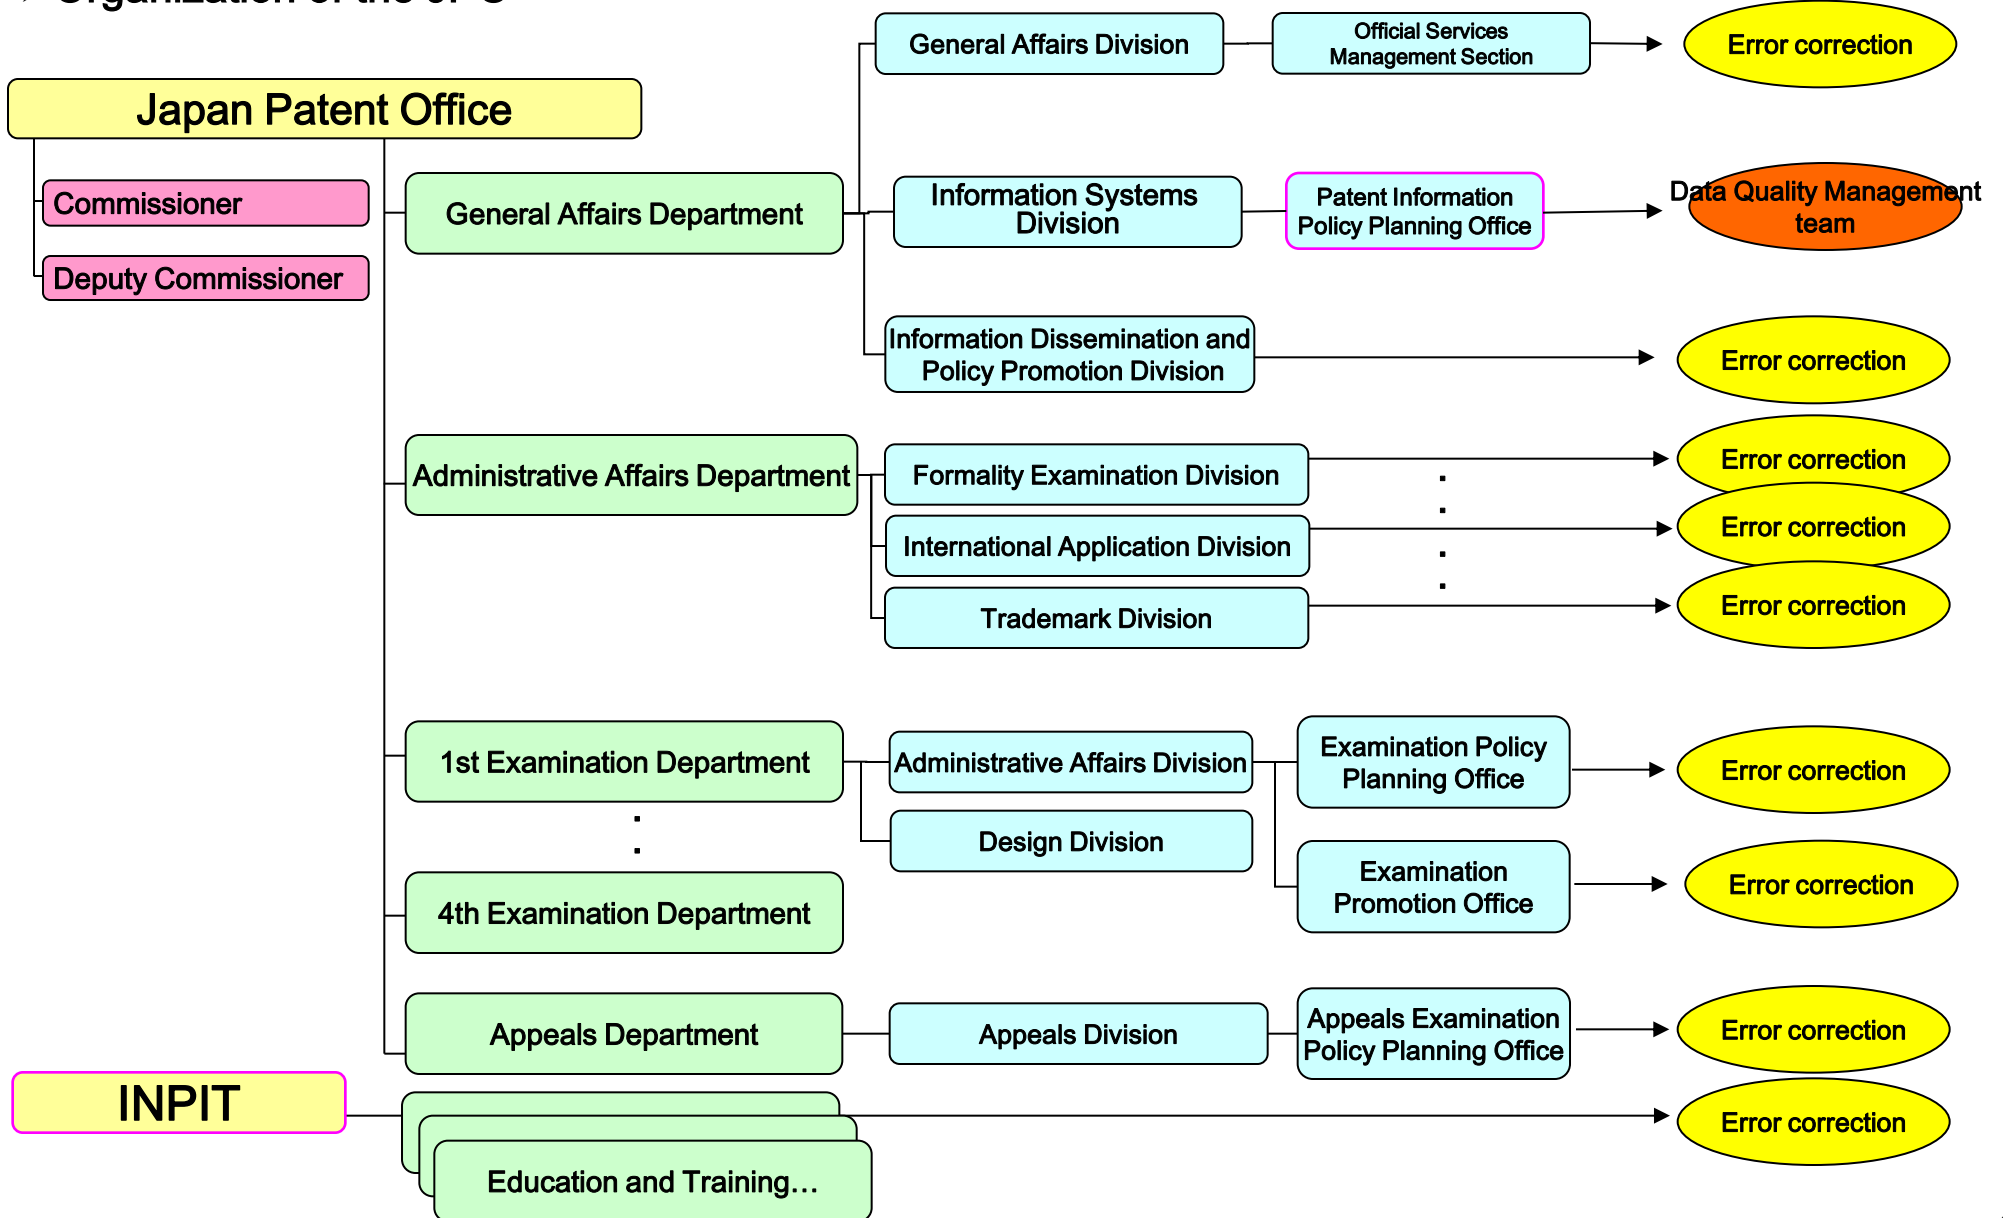 Organization of the JPO
General Affairs Division
Official Services
Management Section
Error correction
Japan Patent Office
Commissioner
Deputy Commissioner
General Affairs Department
Information Systems
Division
Patent Information
Policy Planning Office
Data Quality Management
team
Information Dissemination and
Policy Promotion Division
Error correction
Administrative Affairs Department
Formality Examination Division
Error correction
International Application Division
Error correction
Trademark Division
Error correction
1st Examination Department
Administrative Affairs Division
Examination Policy
Planning Office
Error correction
Design Division
Examination
Promotion Office
Error correction
4th Examination Department
Appeals Department
Appeals Division
Appeals Examination
Policy Planning Office
Error correction
INPIT
Error correction
Education and Training…